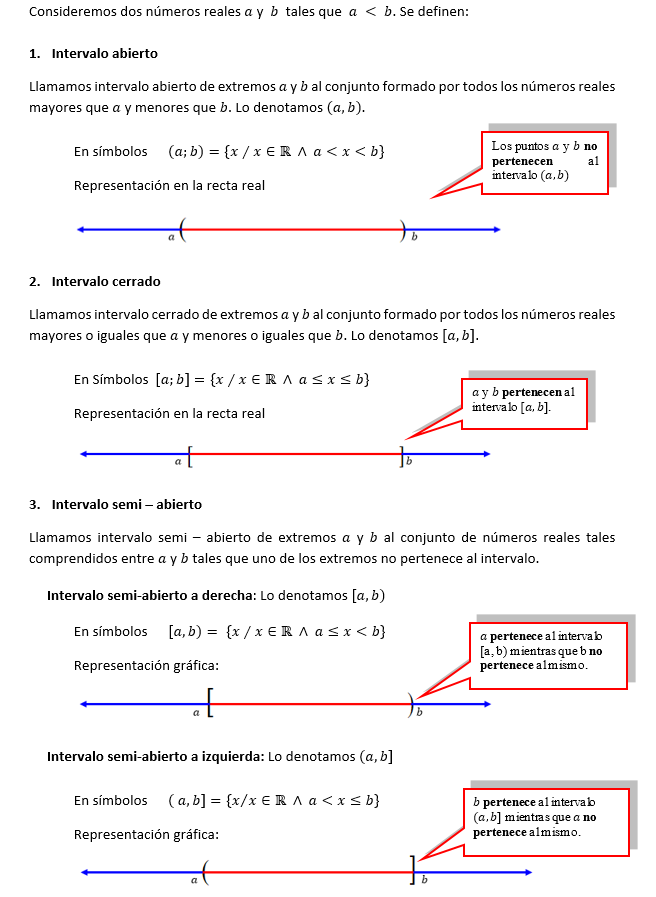 Consideremos dos números reales a y b tales que a < b. Se definen:
1. Intervalo abierto
Llamamos intervalo abierto de extremos a y b al conjunto formado por todos los números reales
mayores que a y menores que b. Lo denotamos (a, b).
En símbolos (a; b) = {x / x ∈ ℝ ∧ a < x < b}
Los puntos a y b no
pertenecen al
intervalo (a, b)
Representación en la recta real
a ( ) b
2. Intervalo cerrado
Llamamos intervalo cerrado de extremos a y b al conjunto formado por todos los números reales
mayores o iguales que a y menores o iguales que b. Lo denotamos [a, b].
En Símbolos [a; b] = {x / x ∈ ℝ ∧ a ≤ x ≤ b}
a y b pertenecen al
intervalo [a, b].
Representación en la recta real
a [ ] b
3. Intervalo semi – abierto
Llamamos intervalo semi – abierto de extremos a y b al conjunto de números reales tales
comprendidos entre a y b tales que uno de los extremos no pertenece al intervalo.
Intervalo semi-abierto a derecha: Lo denotamos [a, b)
En símbolos [a, b) = {x / x ∈ ℝ ∧ a ≤ x < b}
a pertenece al intervalo
[a, b) mientras que b no
pertenece al mismo.
Representación gráfica:
a [ ) b
Intervalo semi-abierto a izquierda: Lo denotamos (a, b]
En símbolos ( a, b] = {x/x ∈ ℝ ∧ a < x ≤ b}
b pertenece al intervalo
(a, b] mientras que a no
pertenece al mismo.
Representación gráfica:
a ( ] b